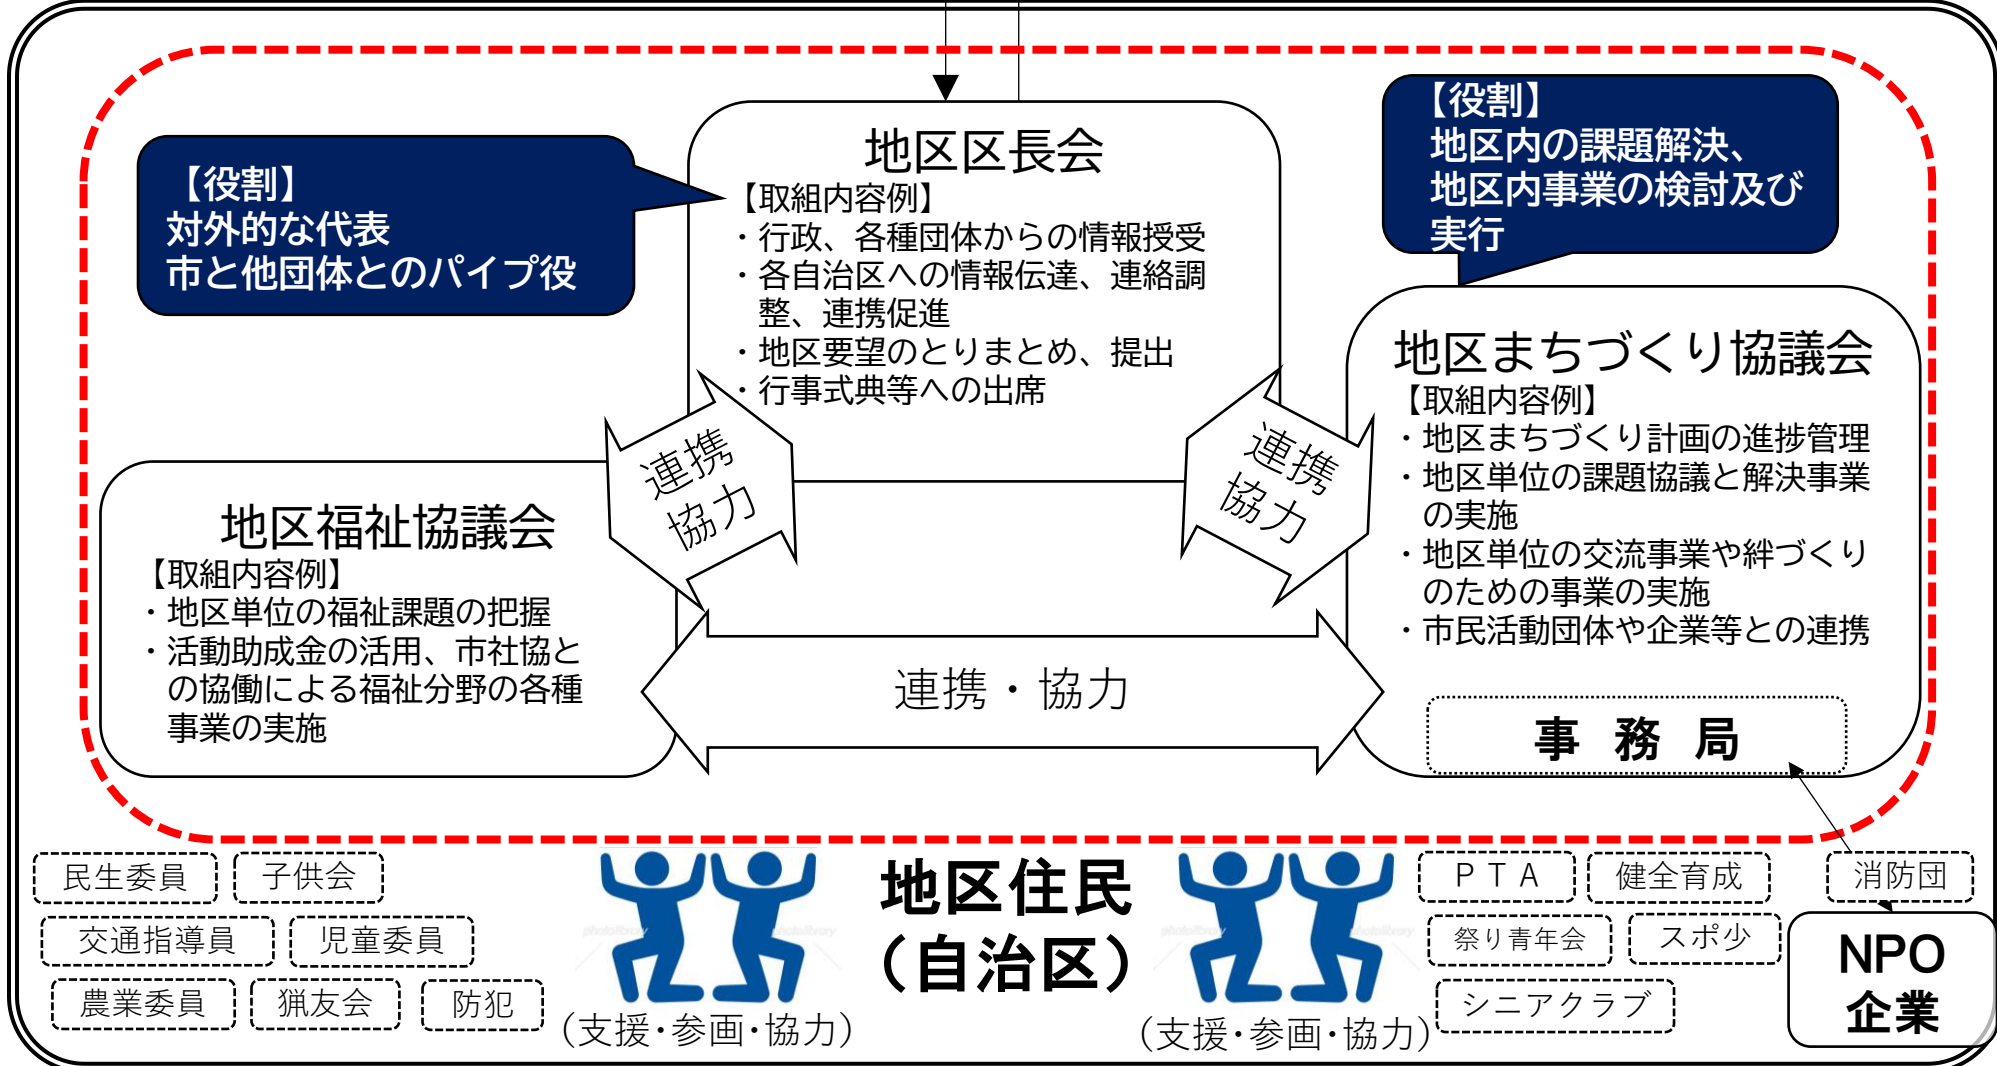 【役割】
対外的な代表
市と他団体とのパイプ役
地区区長会
【取組内容例】
・行政、各種団体からの情報授受
・各自治区への情報伝達、連絡調
整、連携促進
・地区要望のとりまとめ、提出
・行事式典等への出席
【役割】
地区内の課題解決、
地区内事業の検討及び
実行
地区まちづくり協議会
【取組内容例】
・地区まちづくり計画の進捗管理
・地区単位の課題協議と解決事業
の実施
・地区単位の交流事業や絆づくり
のための事業の実施
・市民活動団体や企業等との連携
事 務 局
連携
協力
連携
協力
地区福祉協議会
【取組内容例】
・地区単位の福祉課題の把握
・活動助成金の活用、市社協と
の協働による福祉分野の各種
事業の実施
連携・協力
民生委員
子供会
交通指導員
児童委員
農業委員
猟友会
防犯
photolibrary
photolibrary
(支援・参画・協力)
地区住民
(自治区)
photolibrary
photolibrary
(支援・参画・協力)
ＰＴＡ
健全育成
消防団
祭り青年会
スポ少
シニアクラブ
NPO
企業